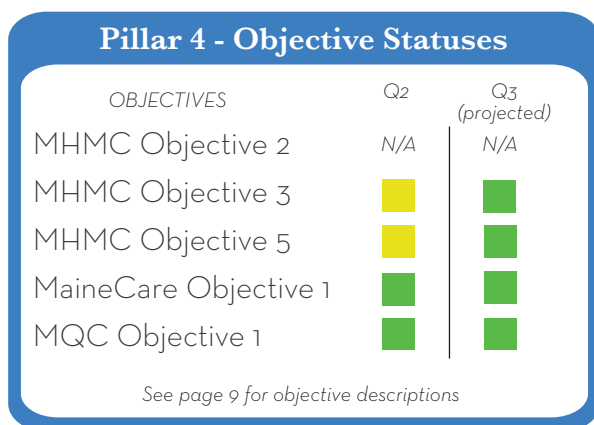 Pillar 4 - Objective Statuses
OBJECTIVES Q2 Q3
(projected)
MHMC Objective 2 N/A N/A
MHMC Objective 3
MHMC Objective 5
MaineCare Objective 1
MQC Objective 1
See page 9 for objective descriptions